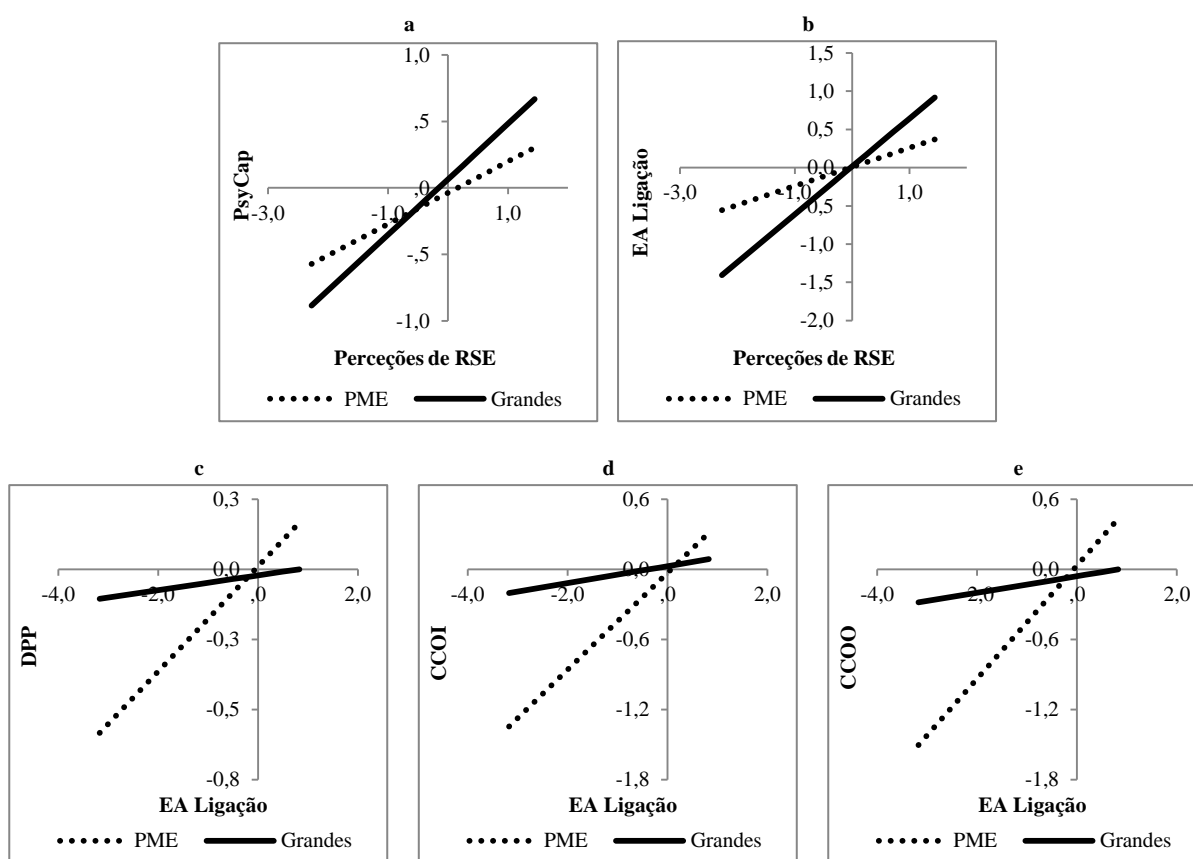 a
1,0
,5
,0
-3,0 -1,0 1,0
-,5
-1,0
PsyCap
Perceções de RSE
PME Grandes
b
1,5
1,0
0,5
0,0
-3,0 -1,0 1,0
-0,5
-1,0
-1,5
-2,0
EA Ligação
Perceções de RSE
PME Grandes
c
0,3
0,0
-4,0 -2,0 ,0 2,0
-0,3
-0,5
-0,8
DPP
EA Ligação
PME Grandes
d
0,6
0,0
-4,0 -2,0 ,0 2,0
-0,6
-1,2
-1,8
CCOI
EA Ligação
PME Grandes
e
0,6
0,0
-4,0 -2,0 ,0 2,0
-0,6
-1,2
-1,8
CCOO
EA Ligação
PME Grandes